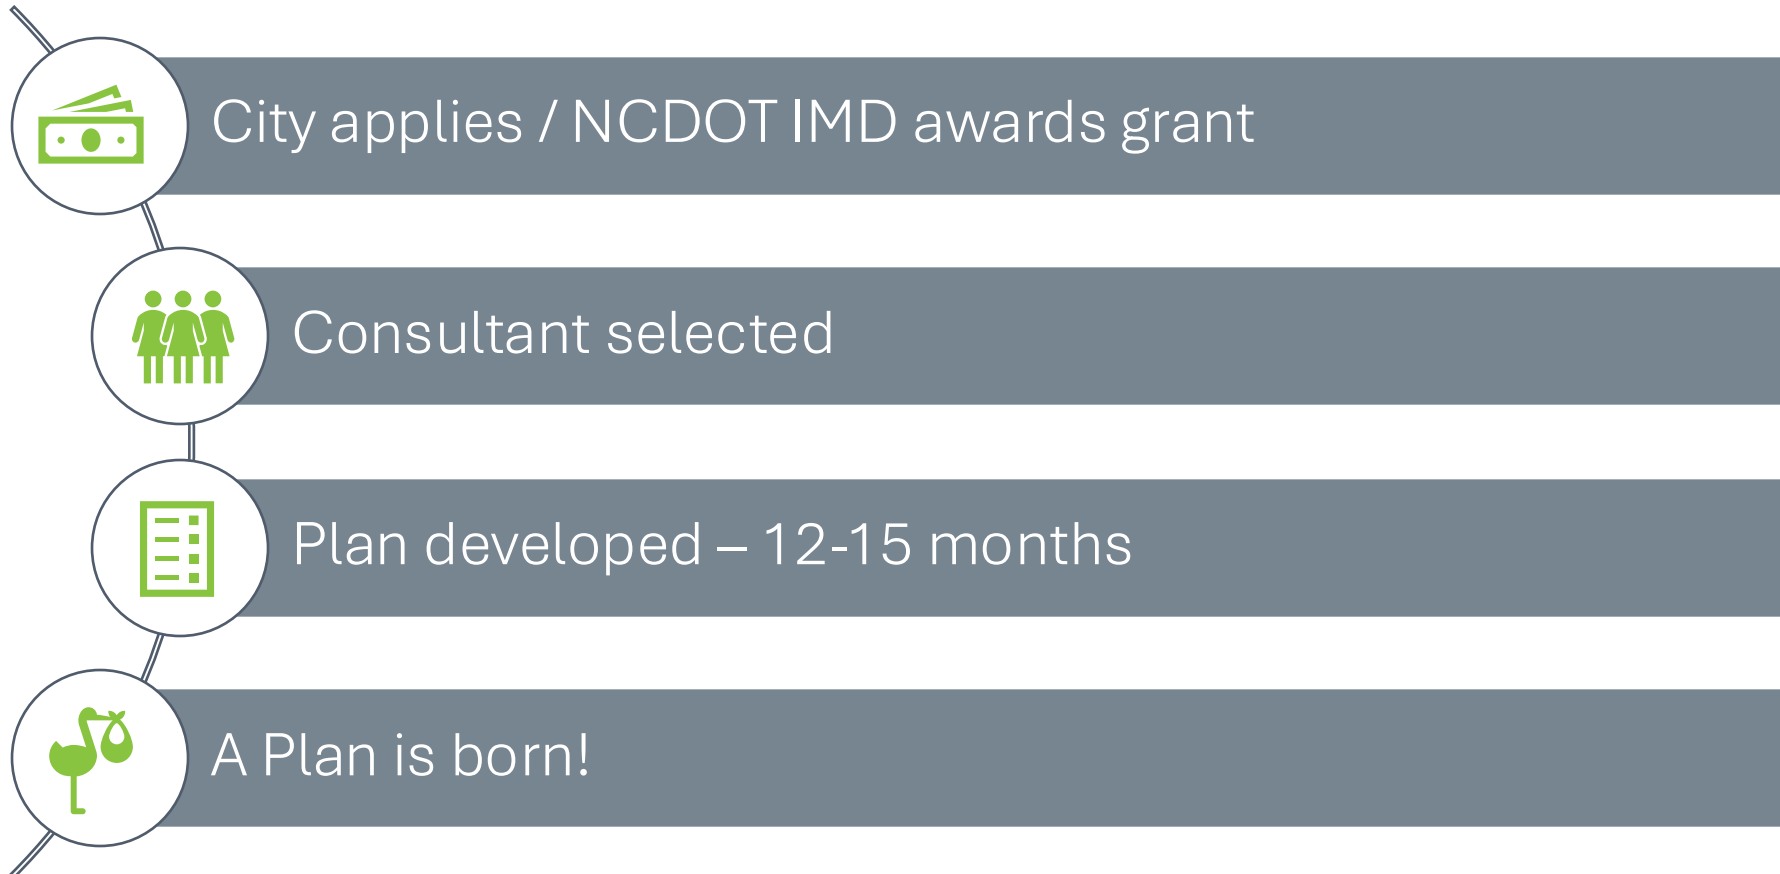 City applies / NCDOT IMD awards grant
Consultant selected
Plan developed – 12-15 months
A Plan is born!